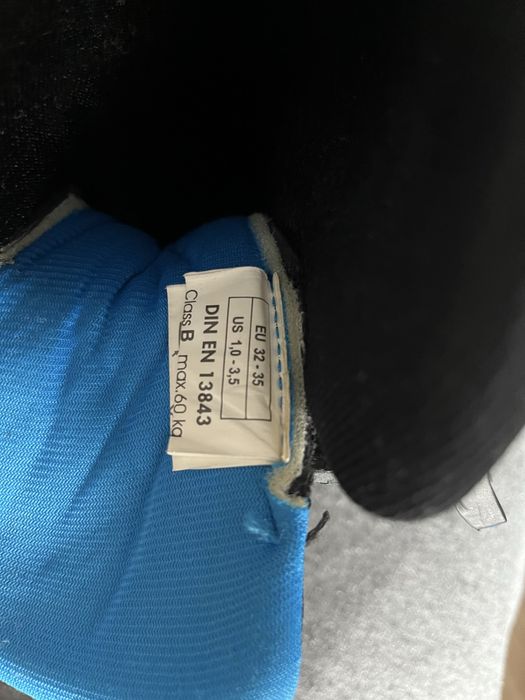 EU 32 - 35
US 1,0 - 3,5
DIN EN 13843
Class B max.60 kg